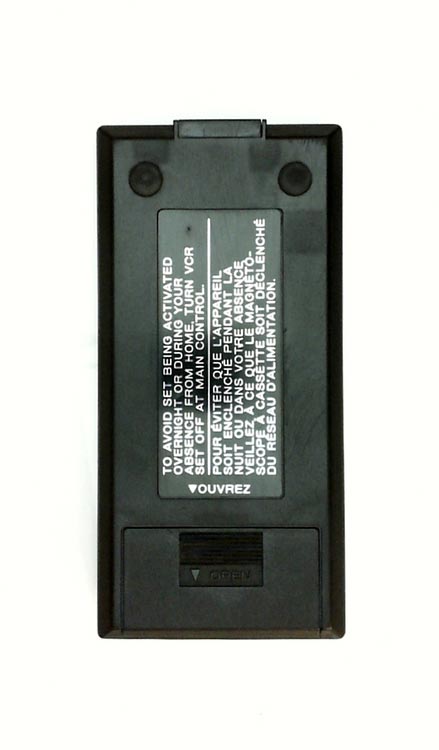 TO AVOID SET BEING ACTIVATED
OVERNIGHT OR DURING YOUR
ABSENCE FROM HOME, TURN VCR
SET OFF AT MAIN CONTROL.
POUR ÉVITER QUE L'APPAREIL
SOIT ENCLENCHÉ PENDANT LA
NUIT OU DANS VOTRE ABSENCE
VEILLEZ À CE QUE LE MAGNÉTO-
SCOPE À CASSETTE SOIT DÉCLENCHÉ
DU RÉSEAU D'ALIMENTATION.
▼OUVREZ
▼ OPEN